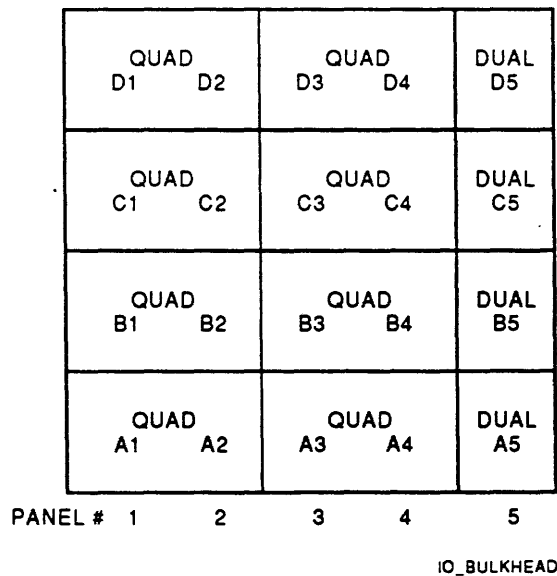 QUAD QUAD DUAL
D1 D2 D3 D4 D5
QUAD QUAD DUAL
C1 C2 C3 C4 C5
QUAD QUAD DUAL
B1 B2 B3 B4 B5
QUAD QUAD DUAL
A1 A2 A3 A4 A5
PANEL # 1 2 3 4 5
IO_BULKHEAD